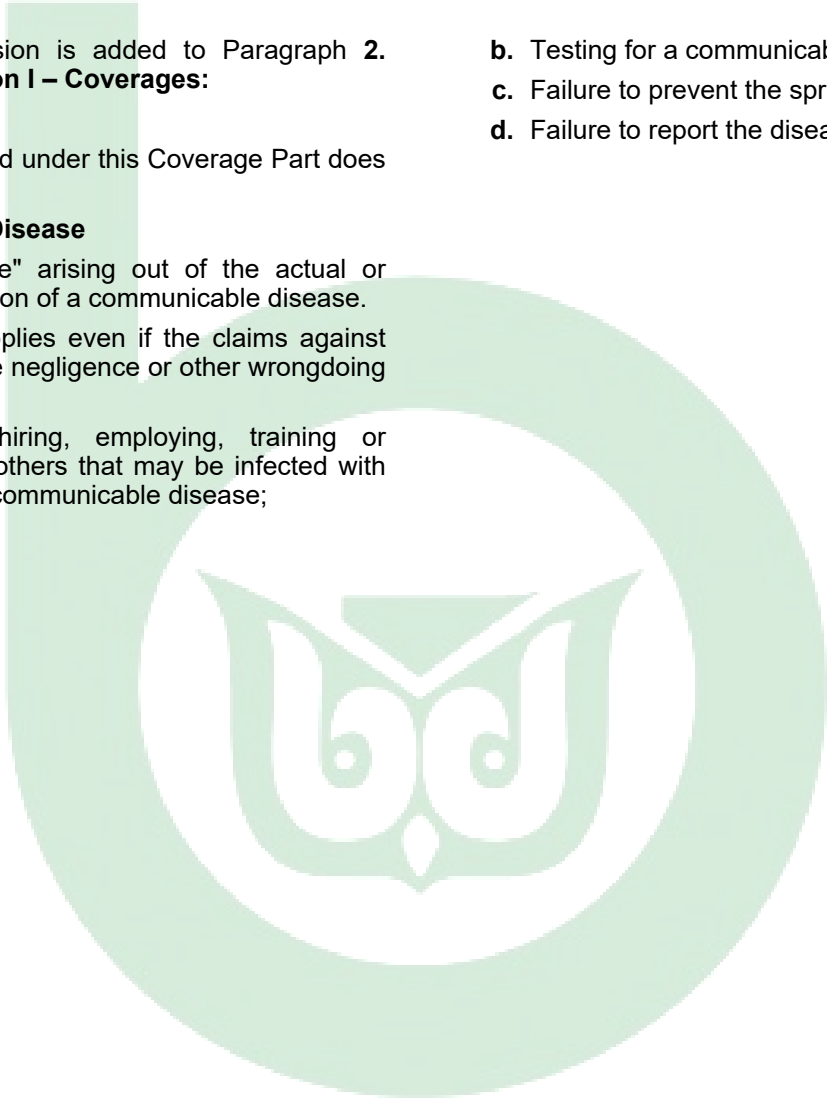 sion is added to Paragraph 2.
on I – Coverages:
d under this Coverage Part does
Disease
e" arising out of the actual or
on of a communicable disease.
plies even if the claims against
e negligence or other wrongdoing
hiring, employing, training or
others that may be infected with
communicable disease;
b. Testing for a communicab
c. Failure to prevent the spr
d. Failure to report the disea